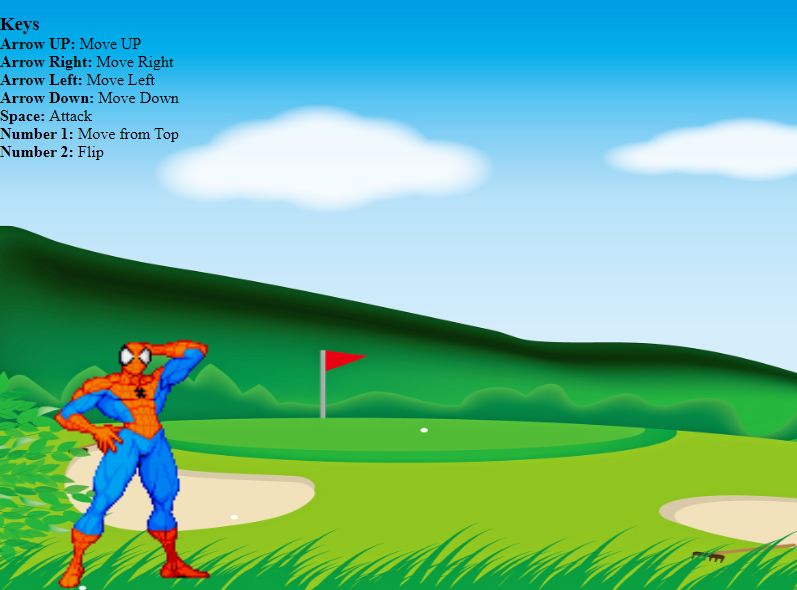 Keys
Arrow UP: Move UP
Arrow Right: Move Right
Arrow Left: Move Left
Arrow Down: Move Down
Space: Attack
Number 1: Move from Top
Number 2: Flip